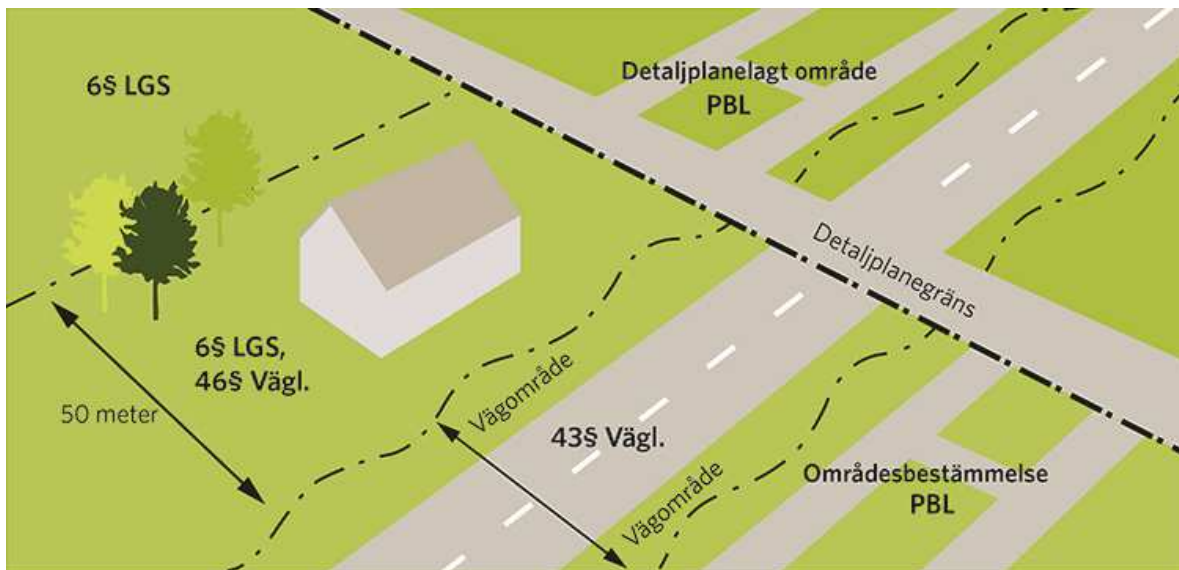 6§ LGS
Detaljplanelagt område
PBL
Detaljplanegräns
6§ LGS,
46§ Vägl.
50 meter
Vägområde
43§ Vägl.
Vägområde
Områdesbestämmelse
PBL